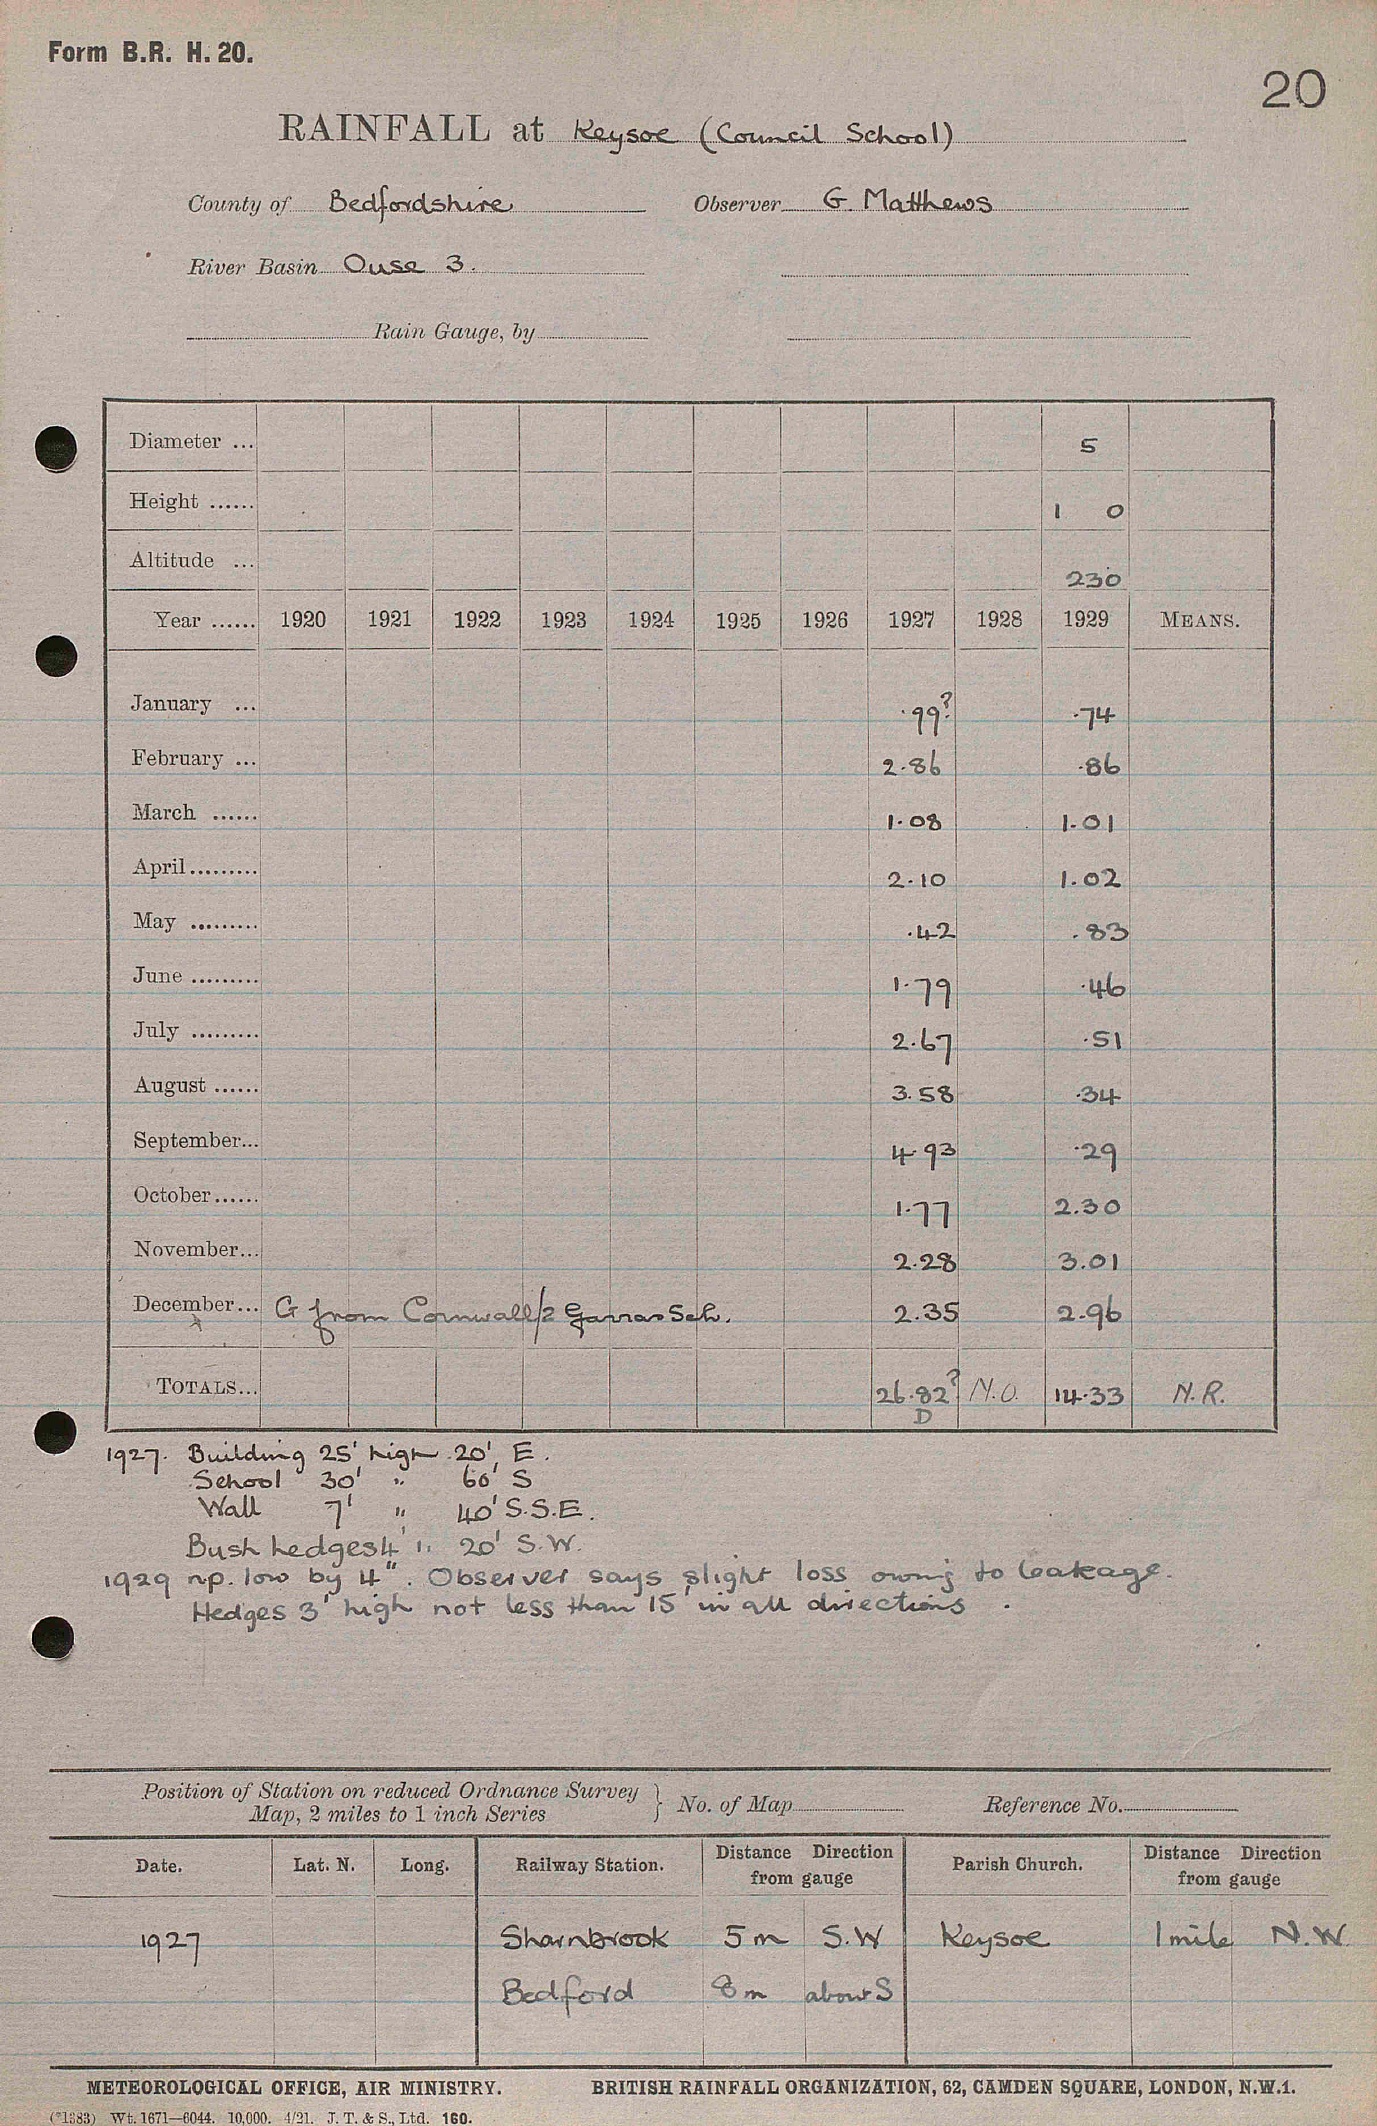 Form B.R. H. 20.
20
RAINFALL at Keysoe (Council School)
County of Bedfordshire Observer G. Matthews
River Basin Ouse 3.
Rain Gauge, by
Diameter ... 5
Height ...... 1 0
Altitude ... 230
Year ...... 1920 1921 1922 1923 1924 1925 1926 1927 1928 1929 MEANS.
January ... .99? .74
February ... 2.86 .86
March ...... 1.08 1.01
April......... 2.10 1.02
May ......... .42 .83
June ......... 1.79 .46
July ......... 2.67 .51
August ...... 3.58 .34
September... 4.93 .29
October...... 1.77 2.30
November... 2.28 3.01
December... G from Cornwall/2 Garras Sch. 2.35 2.96
TOTALS... 26.82? N.O. 14.33 N.R.
D
1927. Building 25' high 20' E.
School 30' " 60' S
Wall 7' " 40' S.S.E.
Bush hedges 4' " 20' S.W.
1929 np. low by 4". Observer says slight loss owing to leakage.
Hedges 3' high not less than 15' in all directions.
Position of Station on reduced Ordnance Survey
Map, 2 miles to 1 inch Series } No. of Map Reference No.
Date. Lat. N. Long. Railway Station. Distance Direction from gauge Parish Church. Distance Direction from gauge
1927 Sharnbrook 5 m S.W Keysoe 1 mile N.W.
Bedford 8 m about S
METEOROLOGICAL OFFICE, AIR MINISTRY. BRITISH RAINFALL ORGANIZATION, 62, CAMDEN SQUARE, LONDON, N.W.1.
(*1383) Wt. 1671—6044. 10,000. 4/21. J. T. & S., Ltd. 160.